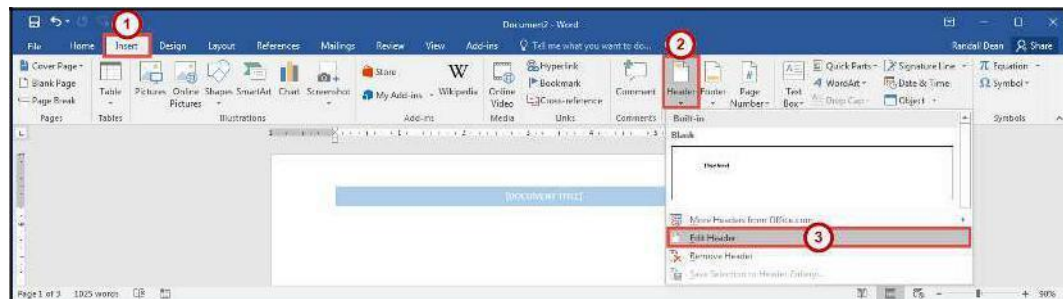 1
Document2 - Word
File Home Insert Design Layout References Mailings Review View Add-ins Tell me what you want to do... Randall Dean Share
2
Cover Page
Blank Page
Page Break
Table
Pictures Online Pictures Shapes SmartArt Chart Screenshot
Store
My Add-ins
Wikipedia
Online Video
Hyperlink
Bookmark
Cross-reference
Comment
Header Footer Page Number
Text Box
Quick Parts
WordArt
Drop Cap
Signature Line
Date & Time
Object
Equation
Symbol
Pages Tables Illustrations Add-ins Media Links Comments Symbols
Built-in
Blank
[DOCUMENT TITLE]
More Headers from Office.com
Edit Header 3
Remove Header
Save Selection to Header Gallery...
Page 1 of 3 1025 words 90%